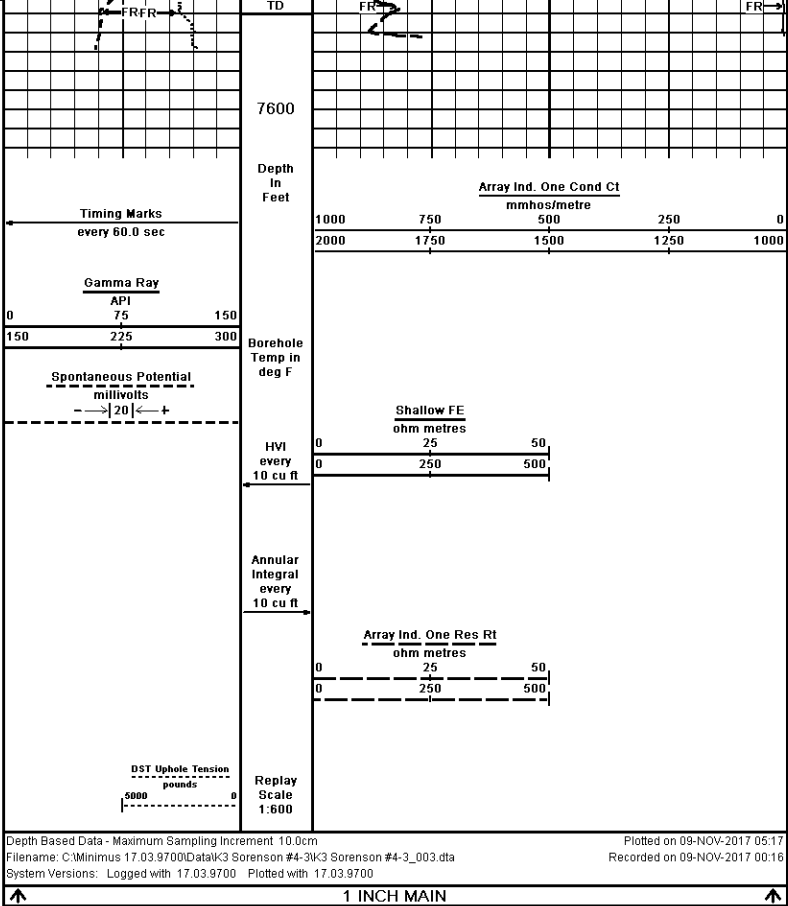 FR FR
TD
FR
FR
7600
Depth
In
Feet
Timing Marks
every 60.0 sec
Array Ind. One Cond Ct
mmhos/metre
1000 750 500 250 0
2000 1750 1500 1250 1000
Gamma Ray
API
0 75 150
150 225 300
Borehole
Temp in
deg F
Spontaneous Potential
millivolts
- 20 +
Shallow FE
ohm metres
0 25 50
0 250 500
HVI
every
10 cu ft
Annular
Integral
every
10 cu ft
Array Ind. One Res Rt
ohm metres
0 25 50
0 250 500
DST Uphole Tension
pounds
5000 0
Replay
Scale
1:600
Depth Based Data - Maximum Sampling Increment 10.0cm
Plotted on 09-NOV-2017 05:17
Filename: C:\Minimus 17.03.9700\Data\K3 Sorenson #4-3\K3 Sorenson #4-3_003.dta
Recorded on 09-NOV-2017 00:16
System Versions: Logged with 17.03.9700 Plotted with 17.03.9700
1 INCH MAIN